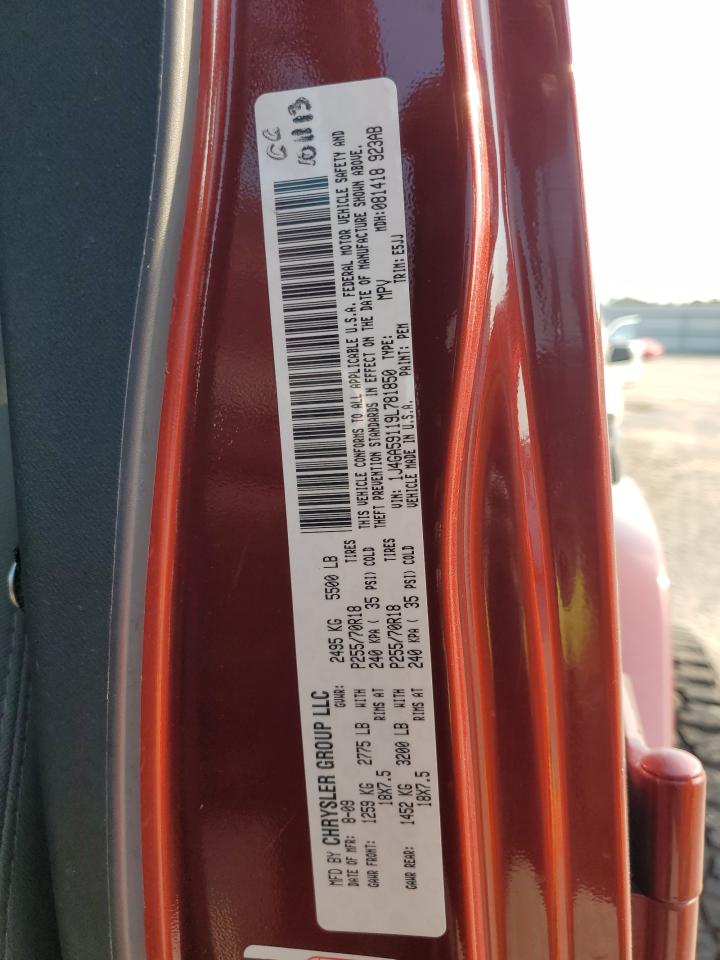 MFD BY CHRYSLER GROUP LLC
DATE OF MFR: 8-09 GVWR: 2495 KG 5500 LB
GAWR FRONT: 1259 KG 2775 LB WITH P255/70R18 TIRES
18X7.5 RIMS AT 240 KPA ( 35 PSI) COLD
GAWR REAR: 1452 KG 3200 LB WITH P255/70R18 TIRES
18X7.5 RIMS AT 240 KPA ( 35 PSI) COLD
THIS VEHICLE CONFORMS TO ALL APPLICABLE U.S.A. FEDERAL MOTOR VEHICLE SAFETY AND
THEFT PREVENTION STANDARDS IN EFFECT ON THE DATE OF MANUFACTURE SHOWN ABOVE.
VIN: 1J4GA59119L781850 TYPE: MPV MDH:081418 923AB
VEHICLE MADE IN U.S.A. PAINT: PEM TRIM: E5JJ